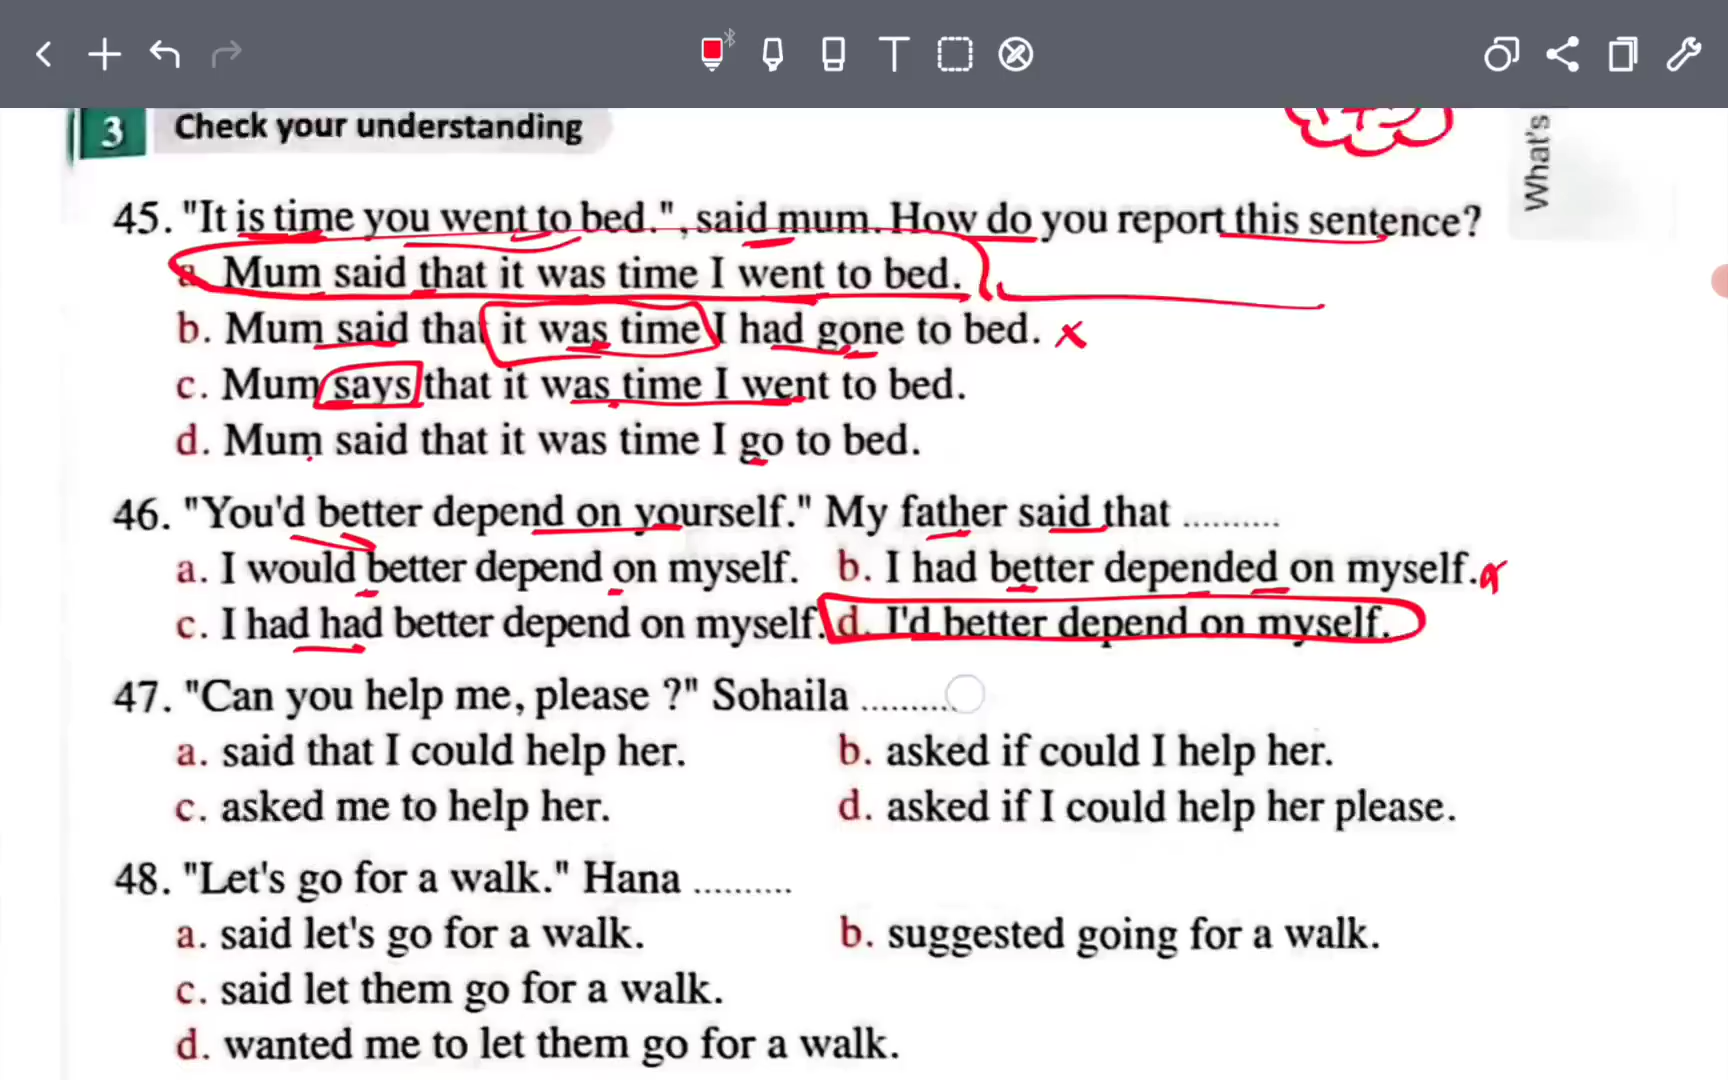 3 Check your understanding
What's
45. "It is time you went to bed.", said mum. How do you report this sentence?
a. Mum said that it was time I went to bed.
b. Mum said that it was time I had gone to bed. x
c. Mum says that it was time I went to bed.
d. Mum said that it was time I go to bed.
46. "You'd better depend on yourself." My father said that ..........
a. I would better depend on myself. b. I had better depended on myself.
c. I had had better depend on myself. d. I'd better depend on myself.
47. "Can you help me, please ?" Sohaila ..........
a. said that I could help her. b. asked if could I help her.
c. asked me to help her. d. asked if I could help her please.
48. "Let's go for a walk." Hana ..........
a. said let's go for a walk. b. suggested going for a walk.
c. said let them go for a walk.
d. wanted me to let them go for a walk.